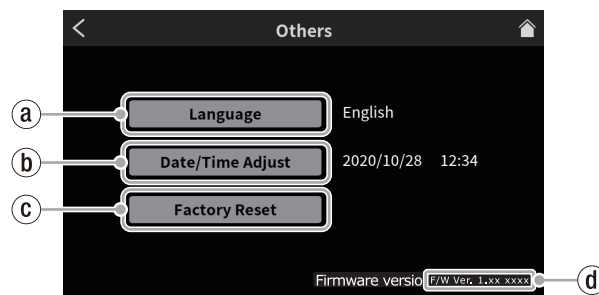 Others
ⓐ Language English
ⓑ Date/Time Adjust 2020/10/28 12:34
ⓒ Factory Reset
Firmware versio F/W Ver. 1.xx xxxx ⓓ